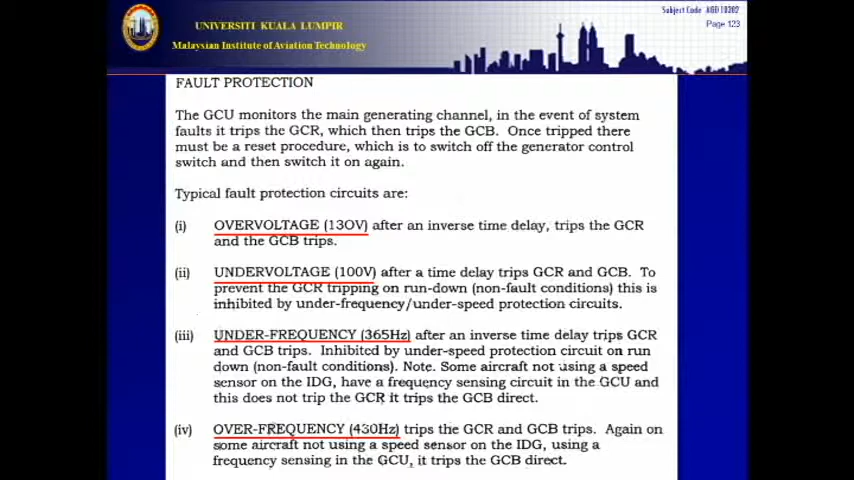 Subject Code AGD 10202
UNIVERSITI KUALA LUMPIR
Page 123
Malaysian Institute of Aviation Technology
FAULT PROTECTION
The GCU monitors the main generating channel, in the event of system
faults it trips the GCR, which then trips the GCB. Once tripped there
must be a reset procedure, which is to switch off the generator control
switch and then switch it on again.
Typical fault protection circuits are:
(i) OVERVOLTAGE (13OV) after an inverse time delay, trips the GCR
and the GCB trips.
(ii) UNDERVOLTAGE (100V) after a time delay trips GCR and GCB. To
prevent the GCR tripping on run-down (non-fault conditions) this is
inhibited by under-frequency/under-speed protection circuits.
(iii) UNDER-FREQUENCY (365Hz) after an inverse time delay trips GCR
and GCB trips. Inhibited by under-speed protection circuit on run
down (non-fault conditions). Note. Some aircraft not using a speed
sensor on the IDG, have a frequency sensing circuit in the GCU and
this does not trip the GCR it trips the GCB direct.
(iv) OVER-FREQUENCY (430Hz) trips the GCR and GCB trips. Again on
some aircraft not using a speed sensor on the IDG, using a
frequency sensing in the GCU, it trips the GCB direct.